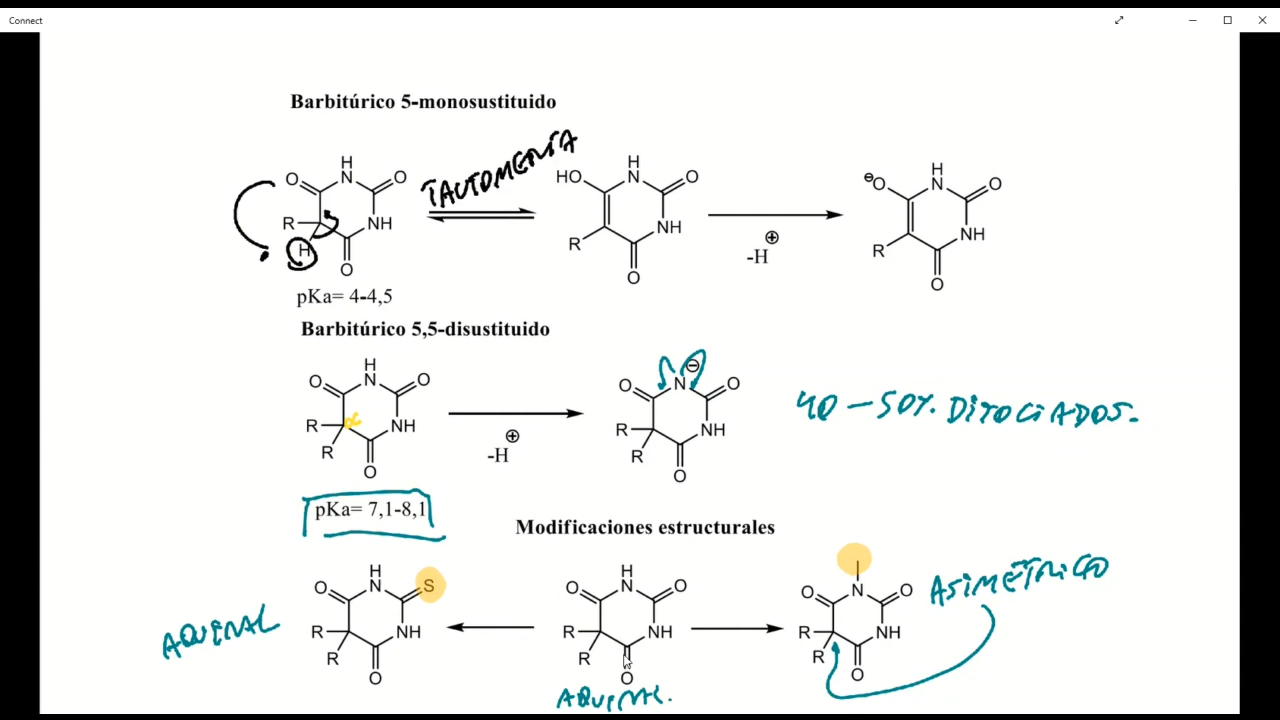 Connect
Barbitúrico 5-monosustituido
TAUTOMERÍA
H
O N O
R NH
H
O
H
HO N O
NH
R
O
-H ⊕
H
⊖O N O
NH
R
O
pKa= 4-4,5
Barbitúrico 5,5-disustituido
H
O N O
R α NH
R
O
-H ⊕
⊖
O N O
R NH
R
O
40 - 50% DISOCIADOS.
pKa= 7,1-8,1
Modificaciones estructurales
AQUIRAL
H
O N S
R NH
R
O
H
O N O
R NH
R
O
AQUIRAL.
O N O
R NH
R
O
ASIMÉTRICO